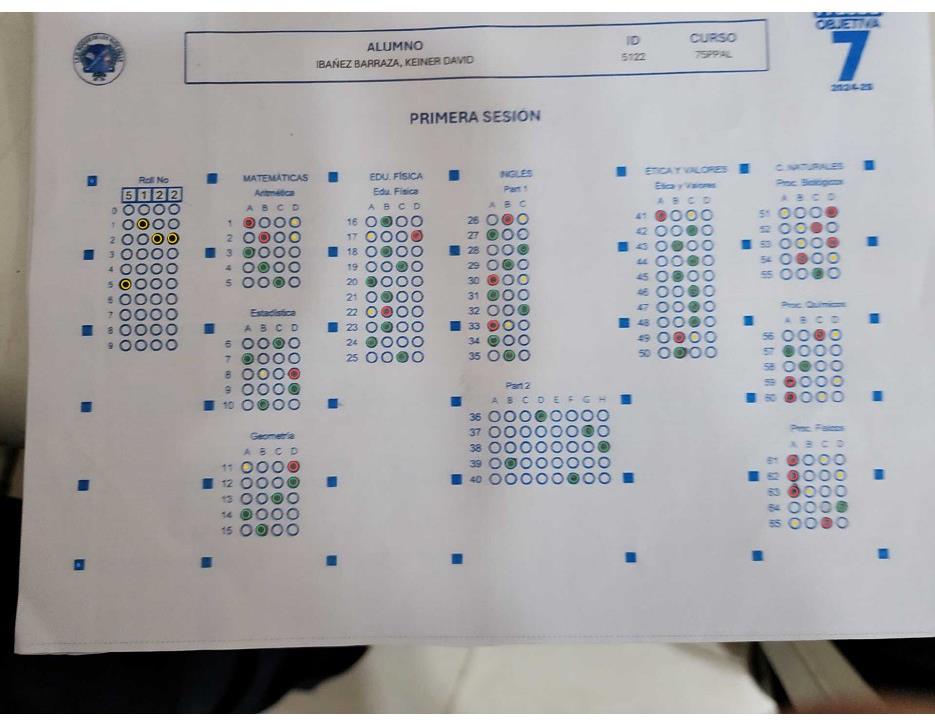 OBJETIVA
7
2024-25
ALUMNO
IBAÑEZ BARRAZA, KEINER DAVID
ID
5122
CURSO
7SPPAL
PRIMERA SESIÓN
Roll No
5 1 2 2
0
1
2
3
4
5
6
7
8
9
MATEMÁTICAS
Aritmética
A B C D
1
2
3
4
5
Estadística
A B C D
6
7
8
9
10
Geometría
A B C D
11
12
13
14
15
EDU. FÍSICA
Edu. Física
A B C D
16
17
18
19
20
21
22
23
24
25
INGLÉS
Part 1
A B C
26
27
28
29
30
31
32
33
34
35
Part 2
A B C D E F G H
36
37
38
39
40
ÉTICA Y VALORES
Ética y Valores
A B C D
41
42
43
44
45
46
47
48
49
50
C. NATURALES
Proc. Biológicos
A B C D
51
52
53
54
55
Proc. Químicos
A B C D
56
57
58
59
60
Proc. Físicos
A B C D
61
62
63
64
65